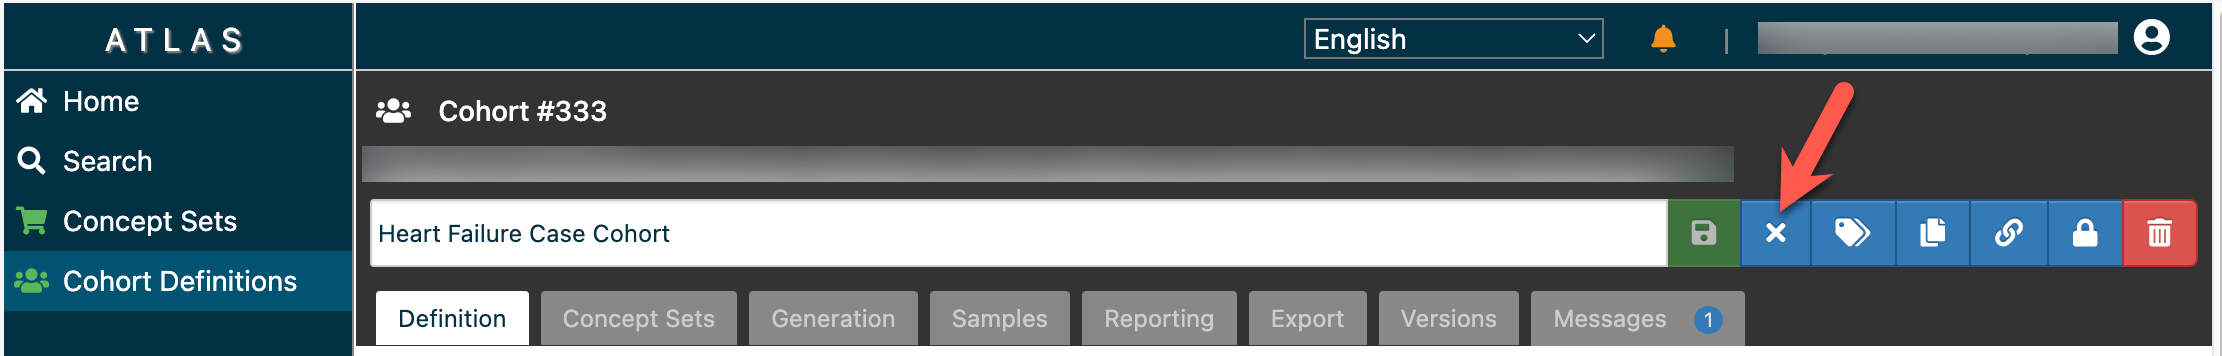 ATLAS
English
|
Home
Search
Concept Sets
Cohort Definitions
Cohort #333
Heart Failure Case Cohort
Definition
Concept Sets
Generation
Samples
Reporting
Export
Versions
Messages 1